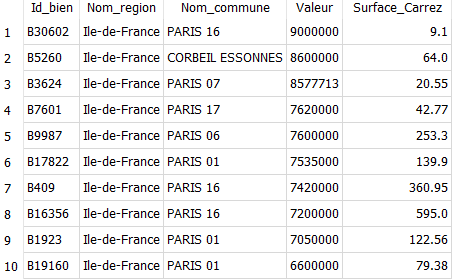 Id_bien Nom_region Nom_commune Valeur Surface_Carrez
1 B30602 Ile-de-France PARIS 16 9000000 9.1
2 B5260 Ile-de-France CORBEIL ESSONNES 8600000 64.0
3 B3624 Ile-de-France PARIS 07 8577713 20.55
4 B7601 Ile-de-France PARIS 17 7620000 42.77
5 B9987 Ile-de-France PARIS 06 7600000 253.3
6 B17822 Ile-de-France PARIS 01 7535000 139.9
7 B409 Ile-de-France PARIS 16 7420000 360.95
8 B16356 Ile-de-France PARIS 16 7200000 595.0
9 B1923 Ile-de-France PARIS 01 7050000 122.56
10 B19160 Ile-de-France PARIS 01 6600000 79.38